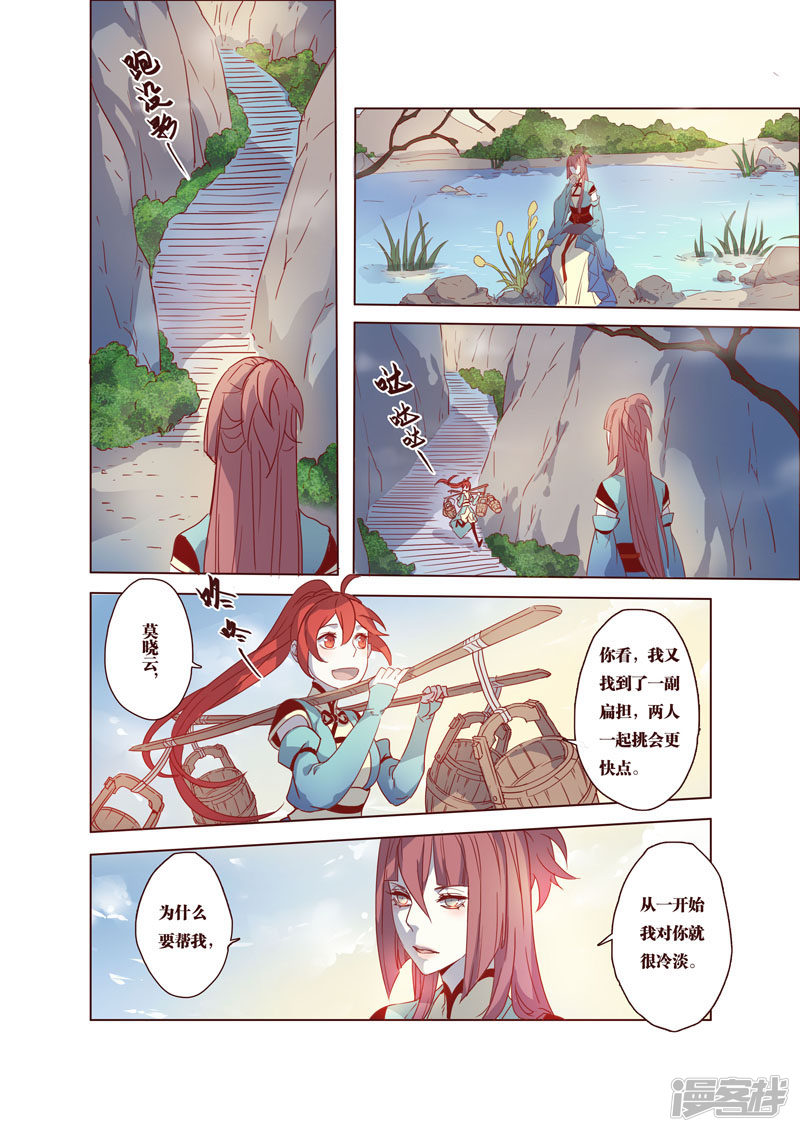 跑没影
哒哒哒
咚
咚
莫晓云，
你看，我又
找到了一副
扁担，两人
一起挑会更
快点。
为什么
要帮我，
从一开始
我对你就
很冷淡。
漫客栈